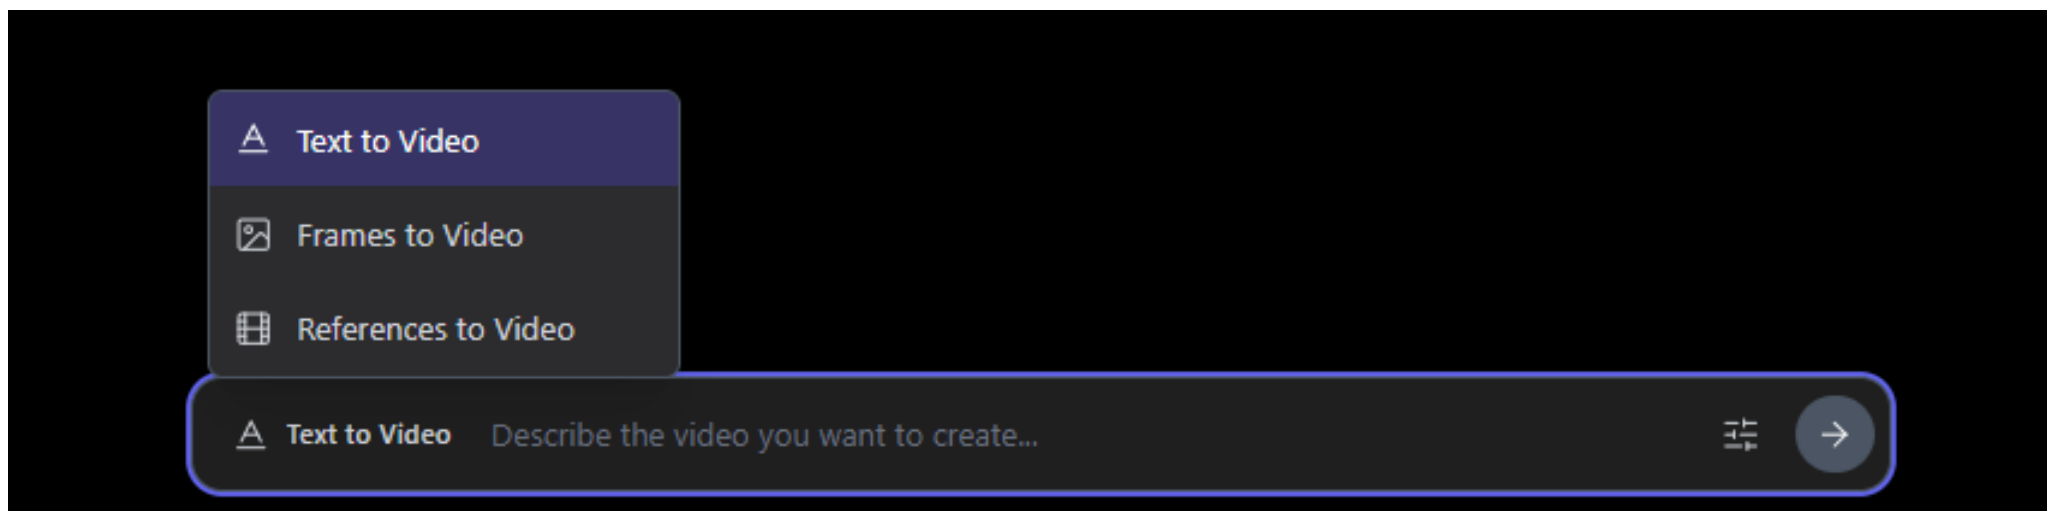 Text to Video
Frames to Video
References to Video
Text to Video Describe the video you want to create...